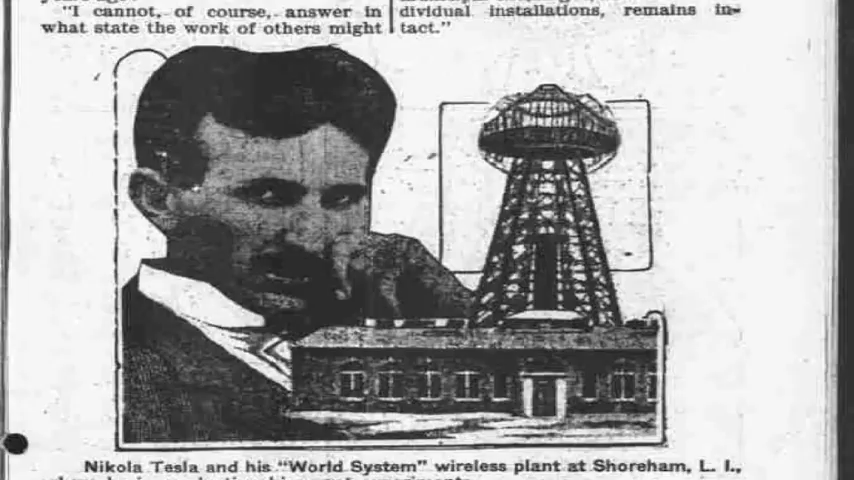 "I cannot, of course, answer in
what state the work of others might
dividual installations, remains in-
tact."
Nikola Tesla and his "World System" wireless plant at Shoreham, L. I.,